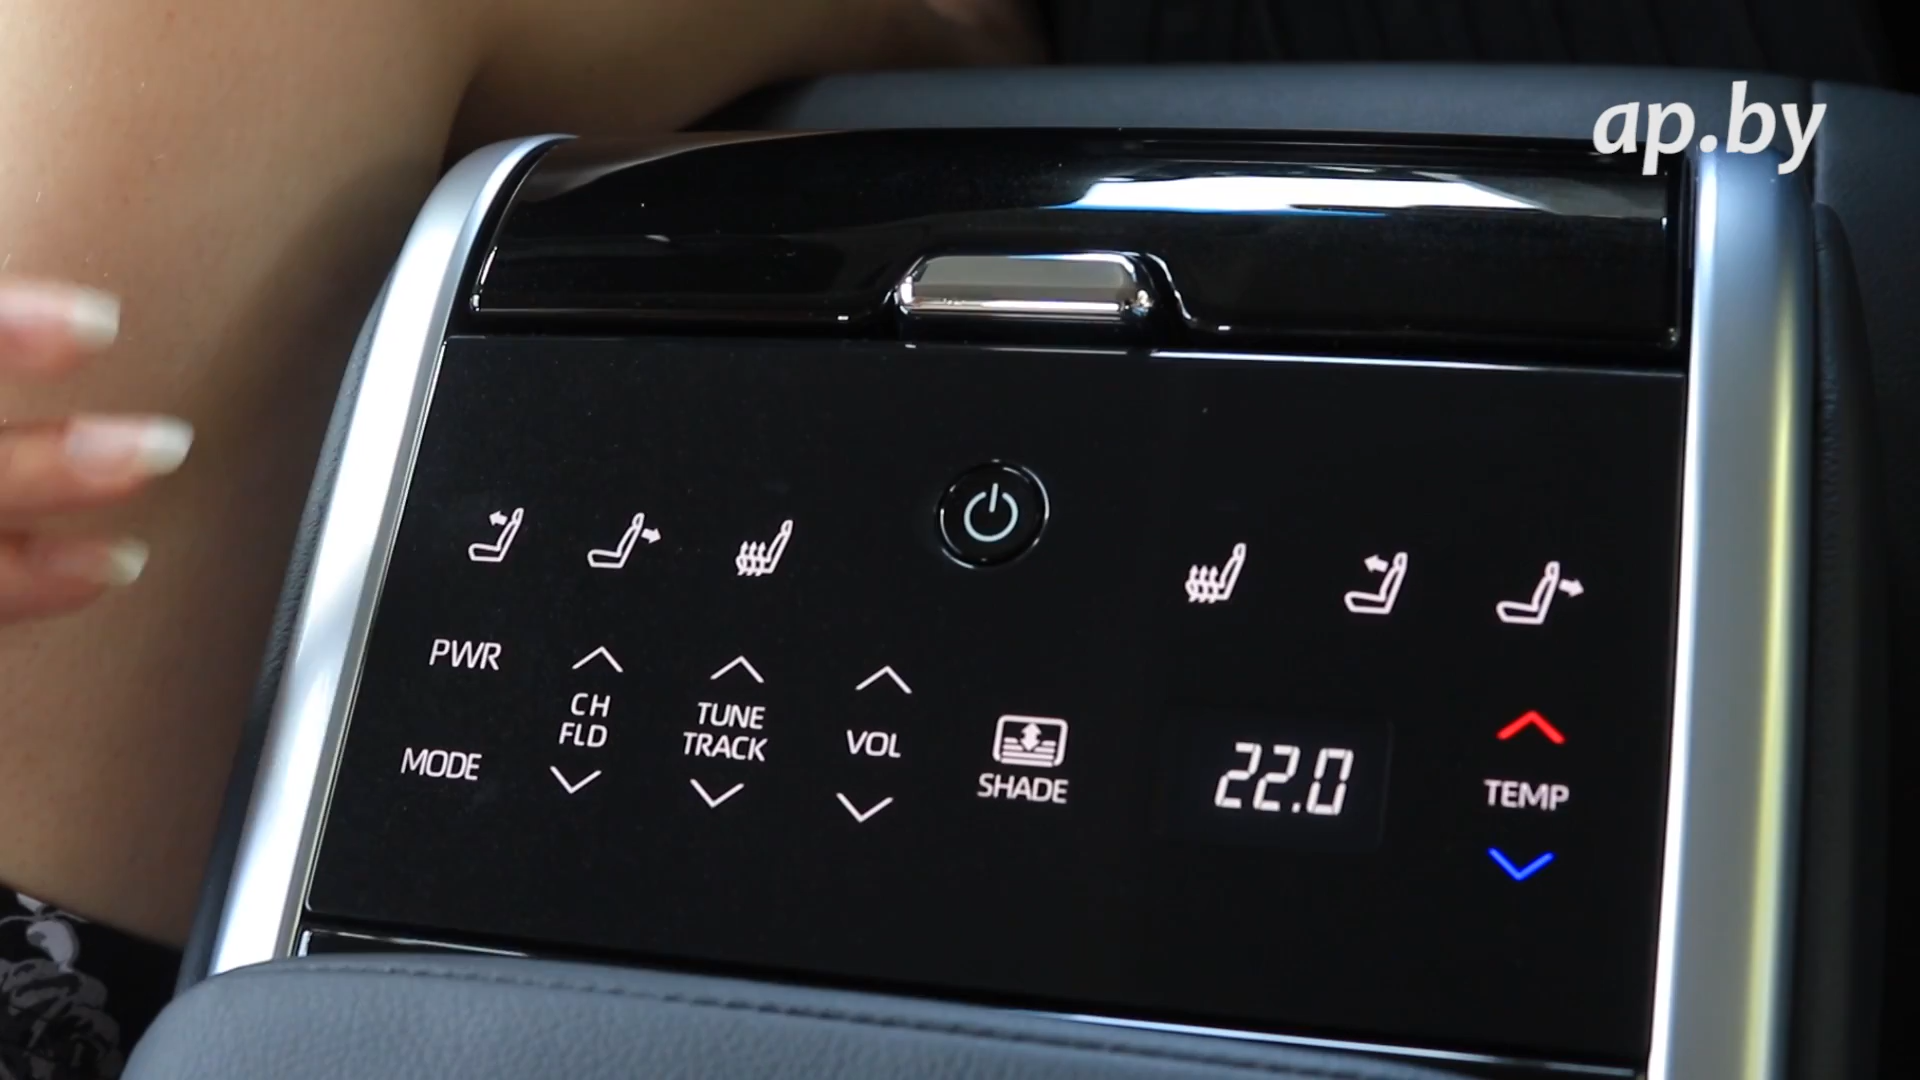 ap.by
PWR
CH
FLD
TUNE
TRACK
VOL
MODE
SHADE
22.0
TEMP